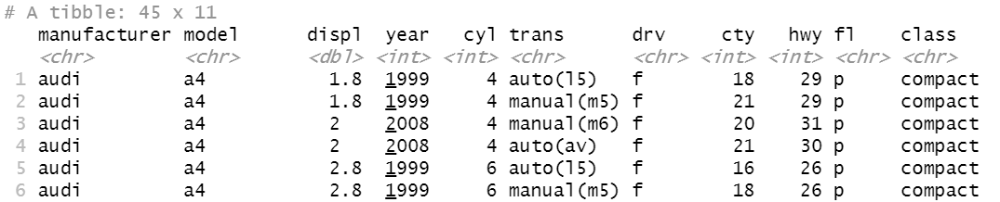 # A tibble: 45 x 11
manufacturer model displ year cyl trans drv cty hwy fl class
<chr> <chr> <dbl> <int> <int> <chr> <chr> <int> <int> <chr> <chr>
1 audi a4 1.8 1999 4 auto(l5) f 18 29 p compact
2 audi a4 1.8 1999 4 manual(m5) f 21 29 p compact
3 audi a4 2 2008 4 manual(m6) f 20 31 p compact
4 audi a4 2 2008 4 auto(av) f 21 30 p compact
5 audi a4 2.8 1999 6 auto(l5) f 16 26 p compact
6 audi a4 2.8 1999 6 manual(m5) f 18 26 p compact